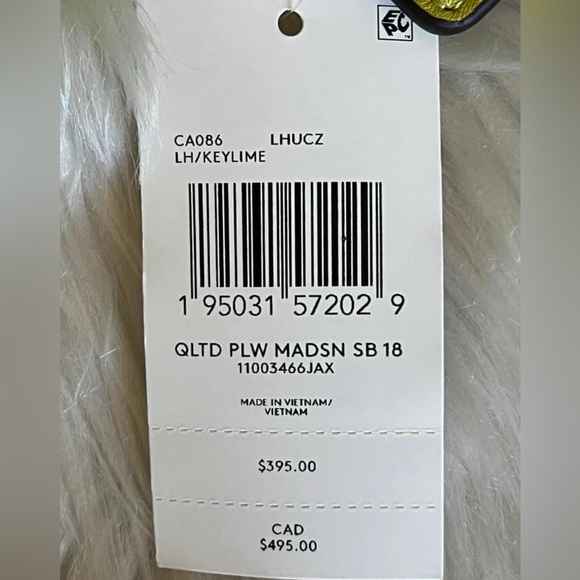 EPC
CA086 LHUCZ
LH/KEYLIME
1 95031 57202 9
QLTD PLW MADSN SB 18
11003466JAX
MADE IN VIETNAM/
VIETNAM
$395.00
CAD
$495.00